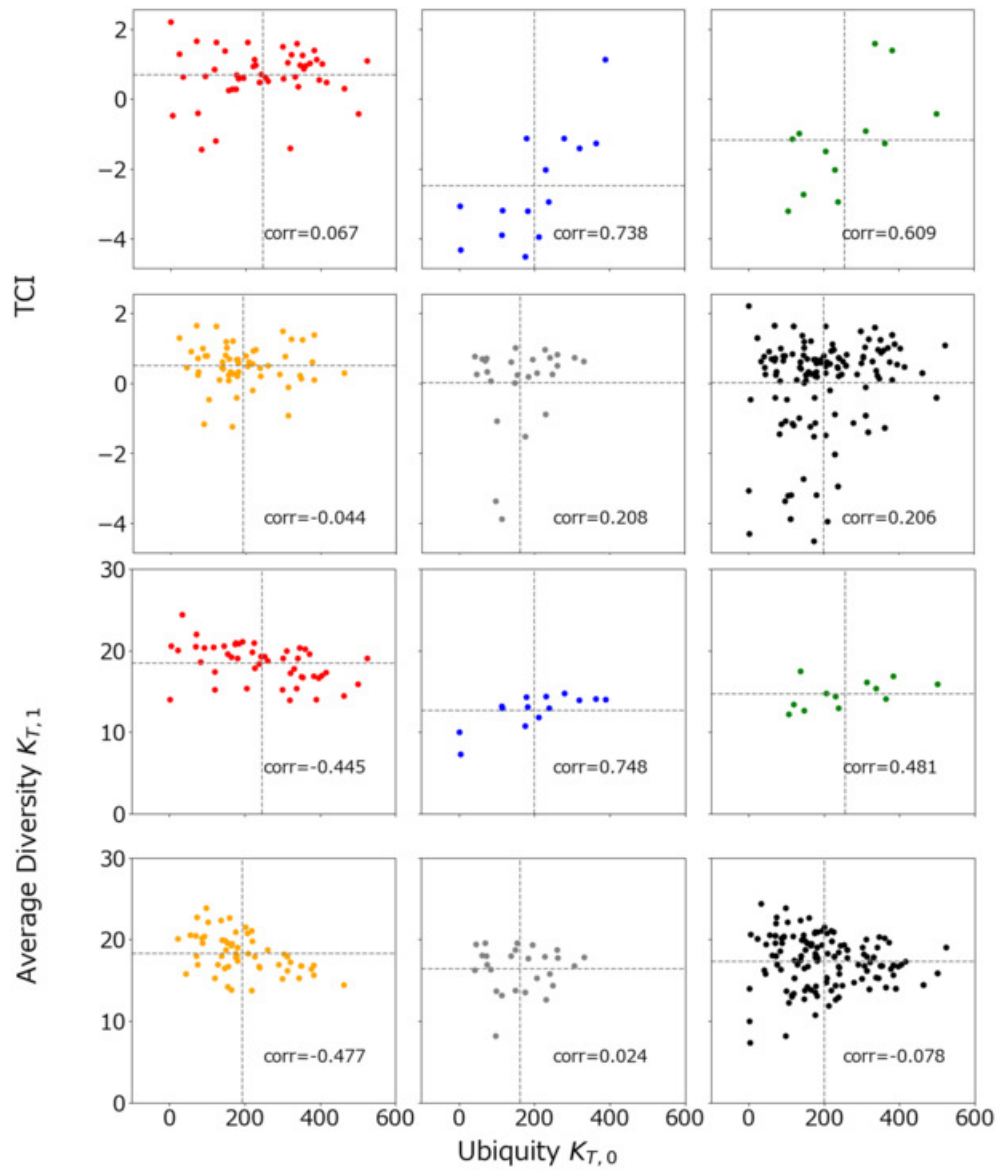 2
0
−2
−4
corr=0.067
corr=0.738
corr=0.609
TCI
2
0
−2
−4
corr=-0.044
corr=0.208
corr=0.206
30
20
10
0
corr=-0.445
corr=0.748
corr=0.481
Average Diversity K_{T,1}
30
20
10
0
corr=-0.477
corr=0.024
corr=-0.078
0 200 400 600 0 200 400 600 0 200 400 600
Ubiquity K_{T,0}